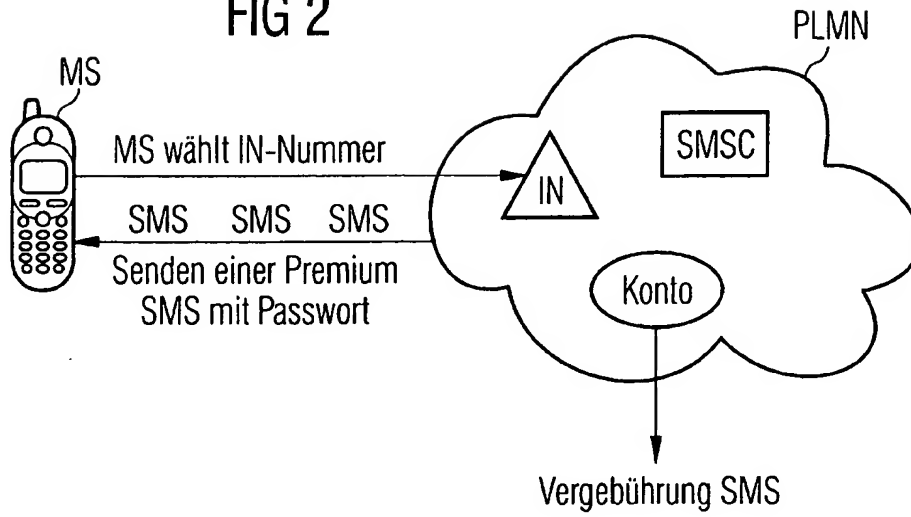 FIG 2
PLMN
MS
MS wählt IN-Nummer
SMSC
IN
SMS SMS SMS
Senden einer Premium
SMS mit Passwort
Konto
Vergebührung SMS